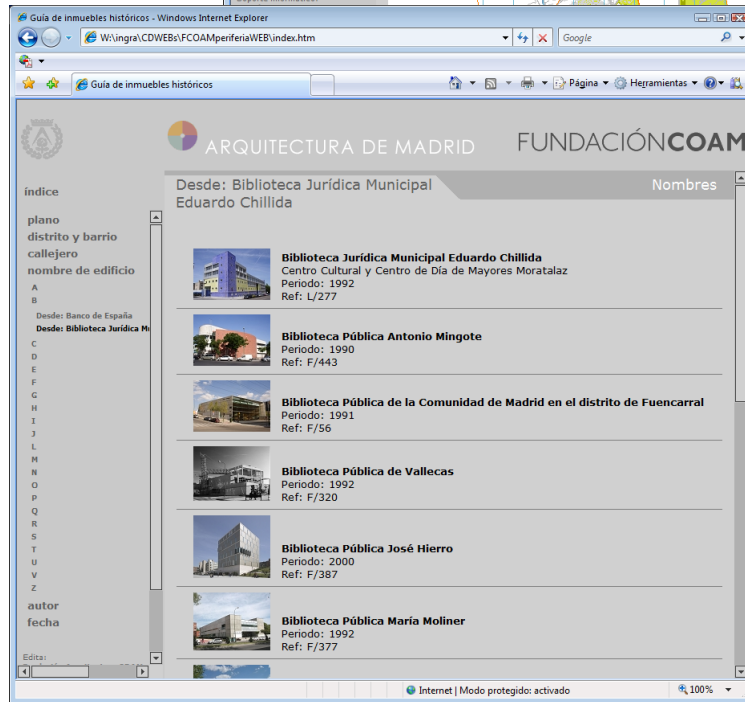 Guía de inmuebles históricos - Windows Internet Explorer
W:\ingra\CDWEBs\FCOAMperiferiaWEB\index.htm
Google
Guía de inmuebles históricos
Página
Herramientas
ARQUITECTURA DE MADRID
FUNDACIÓNCOAM
índice
plano
distrito y barrio
callejero
nombre de edificio
A
B
Desde: Banco de España
Desde: Biblioteca Jurídica Mu
C
D
E
F
G
H
I
J
L
M
N
O
P
Q
R
S
T
U
V
Z
autor
fecha
Edita:
Desde: Biblioteca Jurídica Municipal
Eduardo Chillida
Nombres
Biblioteca Jurídica Municipal Eduardo Chillida
Centro Cultural y Centro de Día de Mayores Moratalaz
Periodo: 1992
Ref: L/277
Biblioteca Pública Antonio Mingote
Periodo: 1990
Ref: F/443
Biblioteca Pública de la Comunidad de Madrid en el distrito de Fuencarral
Periodo: 1991
Ref: F/56
Biblioteca Pública de Vallecas
Periodo: 1992
Ref: F/320
Biblioteca Pública José Hierro
Periodo: 2000
Ref: F/387
Biblioteca Pública María Moliner
Periodo: 1992
Ref: F/377
Internet | Modo protegido: activado
100%